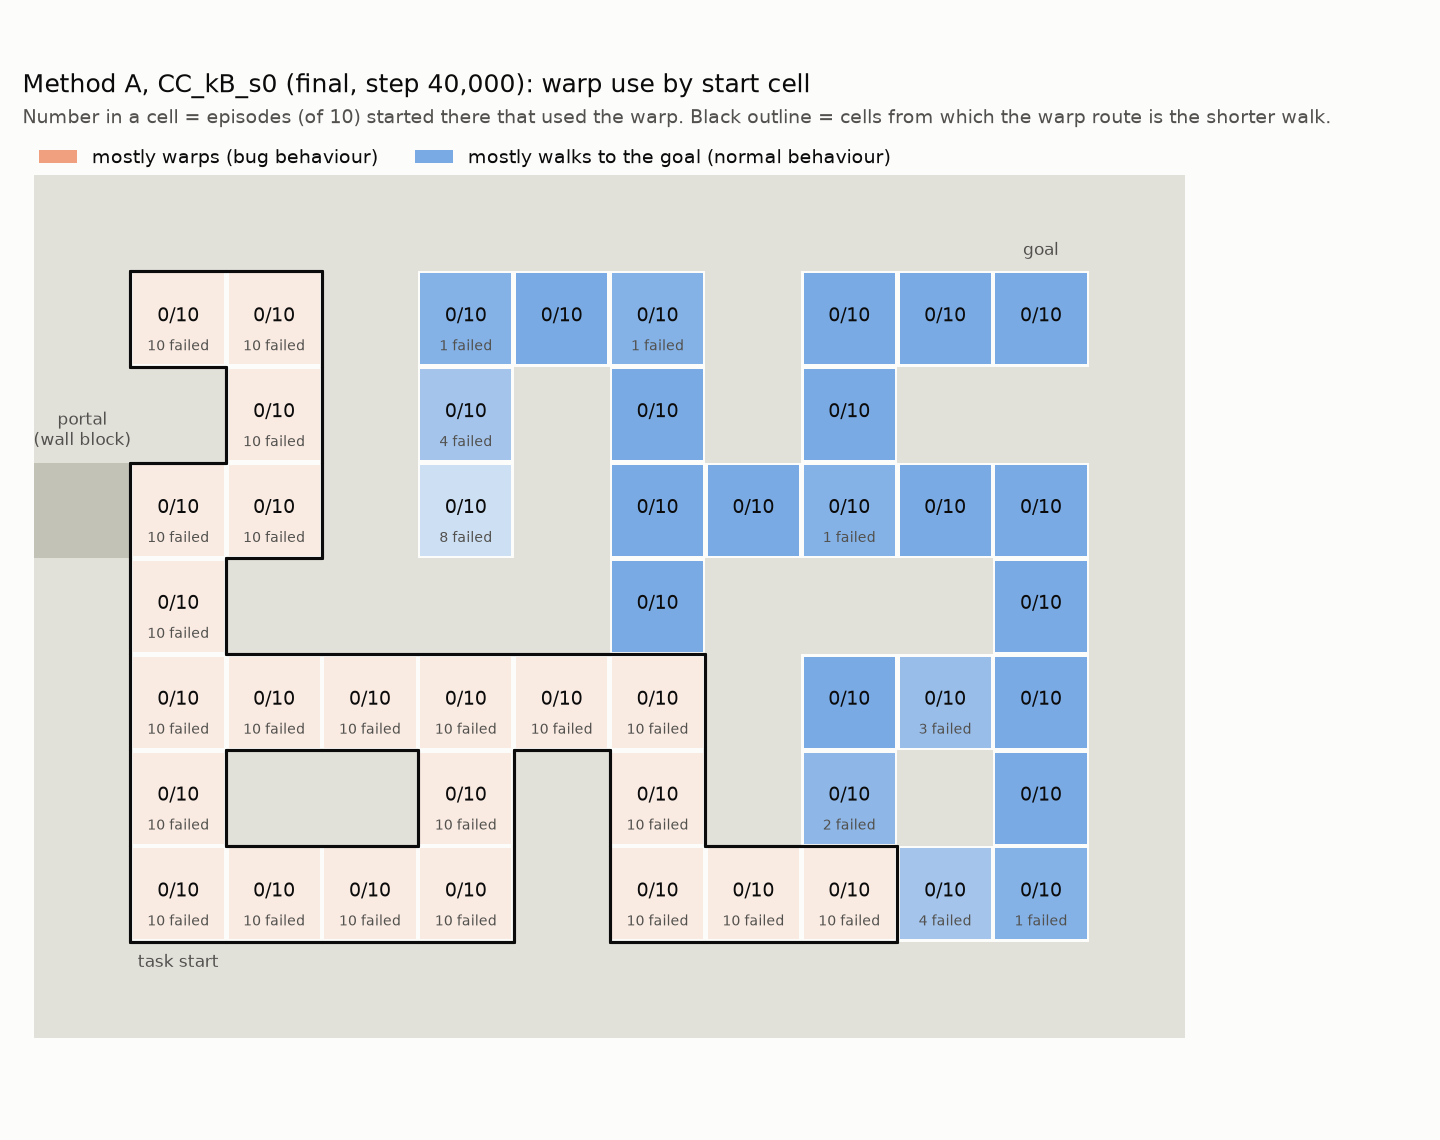 Method A, CC_kB_s0 (final, step 40,000): warp use by start cell
Number in a cell = episodes (of 10) started there that used the warp. Black outline = cells from which the warp route is the shorter walk.
mostly warps (bug behaviour) mostly walks to the goal (normal behaviour)
goal
0/10 0/10 0/10 0/10 0/10 0/10 0/10 0/10
10 failed 10 failed 1 failed 1 failed
portal
(wall block)
0/10 0/10 0/10 0/10
10 failed 4 failed
0/10 0/10 0/10 0/10 0/10 0/10 0/10 0/10
10 failed 10 failed 8 failed 1 failed
0/10 0/10 0/10
10 failed
0/10 0/10 0/10 0/10 0/10 0/10 0/10 0/10 0/10
10 failed 10 failed 10 failed 10 failed 10 failed 10 failed 3 failed
0/10 0/10 0/10 0/10 0/10
10 failed 10 failed 10 failed 2 failed
0/10 0/10 0/10 0/10 0/10 0/10 0/10 0/10 0/10
10 failed 10 failed 10 failed 10 failed 10 failed 10 failed 10 failed 4 failed 1 failed
task start